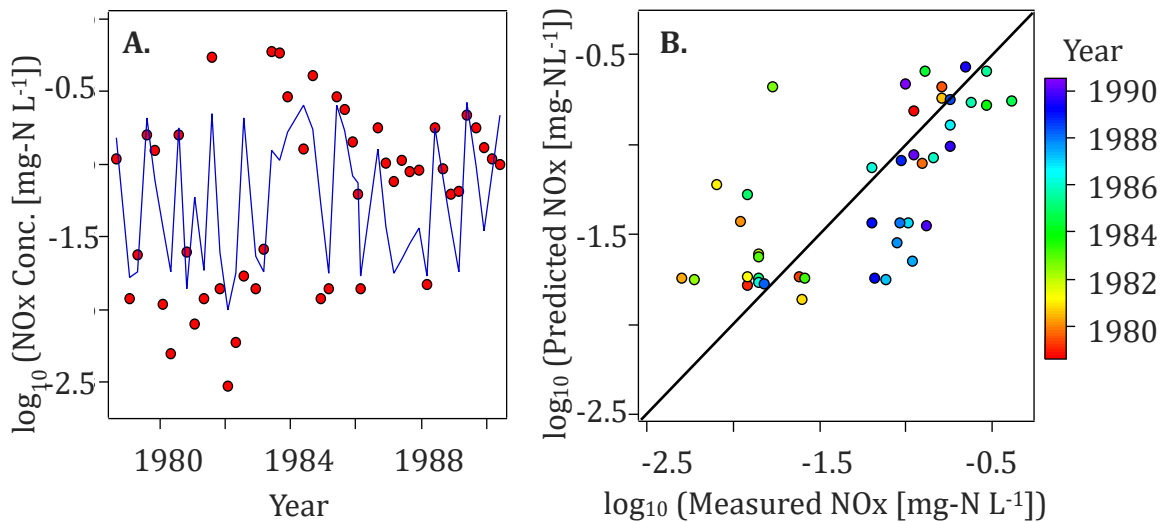 A.
log₁₀ (NOx Conc. [mg-N L⁻¹])
-0.5
-1.5
-2.5
1980 1984 1988
Year
B.
log₁₀ (Predicted NOx [mg-NL⁻¹])
-0.5
-1.5
-2.5
-2.5 -1.5 -0.5
log₁₀ (Measured NOx [mg-N L⁻¹])
Year
1990
1988
1986
1984
1982
1980